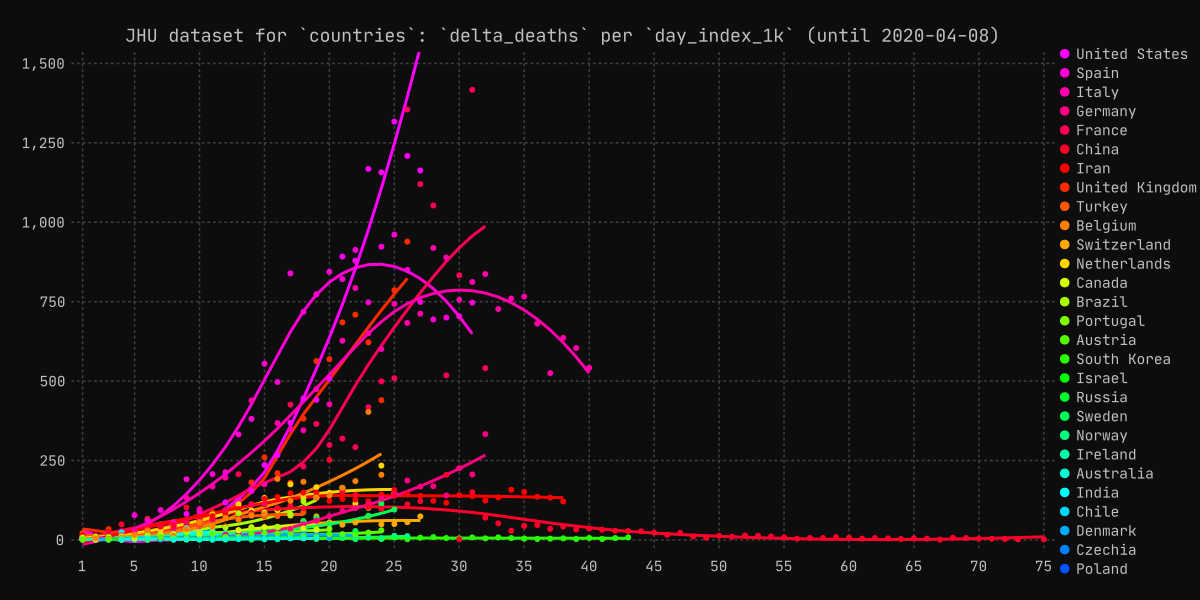 JHU dataset for `countries`: `delta_deaths` per `day_index_1k` (until 2020-04-08)
1,500
1,250
1,000
750
500
250
0
1 5 10 15 20 25 30 35 40 45 50 55 60 65 70 75
United States
Spain
Italy
Germany
France
China
Iran
United Kingdom
Turkey
Belgium
Switzerland
Netherlands
Canada
Brazil
Portugal
Austria
South Korea
Israel
Russia
Sweden
Norway
Ireland
Australia
India
Chile
Denmark
Czechia
Poland